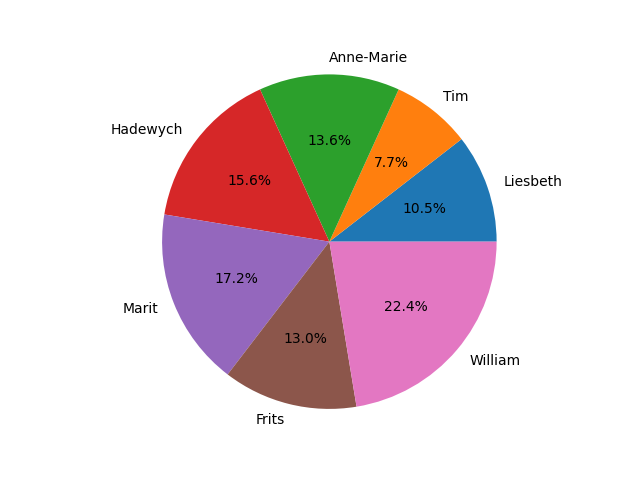 Anne-Marie
Tim
Hadewych
13.6%
7.7%
15.6%
Liesbeth
10.5%
17.2%
Marit
22.4%
13.0%
William
Frits